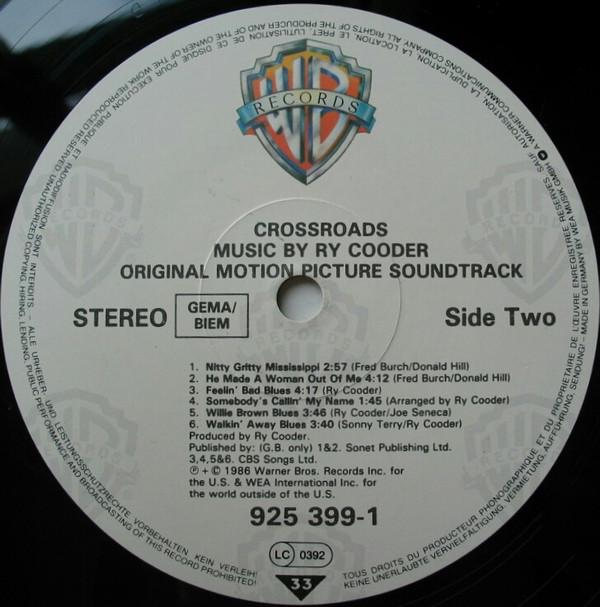 WB
RECORDS
CROSSROADS
MUSIC BY RY COODER
ORIGINAL MOTION PICTURE SOUNDTRACK
STEREO
GEMA/
BIEM
Side Two
1. Nitty Gritty Mississippi 2:57 (Fred Burch/Donald Hill)
2. He Made A Woman Out Of Me 4:12 (Fred Burch/Donald Hill)
3. Feelin' Bad Blues 4:17 (Ry Cooder)
4. Somebody's Callin' My Name 1:45 (Arranged by Ry Cooder)
5. Willie Brown Blues 3:46 (Ry Cooder/Joe Seneca)
6. Walkin' Away Blues 3:40 (Sonny Terry/Ry Cooder)
Produced by Ry Cooder.
Published by: (G.B. only) 1&2. Sonet Publishing Ltd.
3,4,5&6. CBS Songs Ltd.
℗ + © 1986 Warner Bros. Records Inc. for
the U.S. & WEA International Inc. for
the world outside of the U.S.
925 399-1
LC 0392
33
ALLE URHEBER- UND LEISTUNGSSCHUTZRECHTE VORBEHALTEN KEIN VERLEIH!
KEINE UNERLAUBTE VERVIELFÄLTIGUNG, VERMIETUNG, AUFFÜHRUNG, SENDUNG! – MADE IN GERMANY BY WEA MUSIK GMBH
A WARNER COMMUNICATIONS COMPANY. ALL RIGHTS OF THE PRODUCER AND OF THE OWNER OF THE WORK REPRODUCED RESERVED. UNAUTHORIZED COPYING, HIRING, LENDING, PUBLIC PERFORMANCE AND BROADCASTING OF THIS RECORD PROHIBITED!
TOUS DROITS DU PRODUCTEUR PHONOGRAPHIQUE ET DU PROPRIETAIRE DE L'ŒUVRE ENREGISTREE RESERVES SAUF AUTORISATION, LA DUPLICATION, LA LOCATION, LE PRET, L'UTILISATION DE CE DISQUE POUR EXECUTION PUBLIQUE ET RADIODIFFUSION SONT INTERDITS –